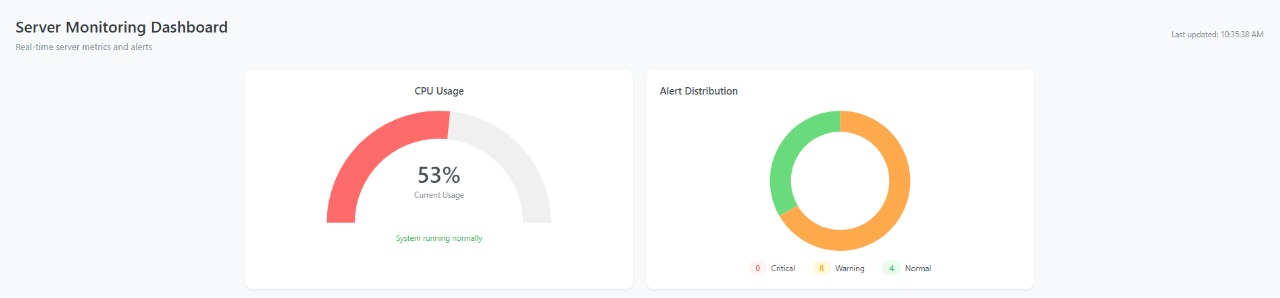 Server Monitoring Dashboard
Real-time server metrics and alerts
Last updated: 10:35:38 AM
CPU Usage
53%
Current Usage
System running normally
Alert Distribution
0 Critical 8 Warning 4 Normal